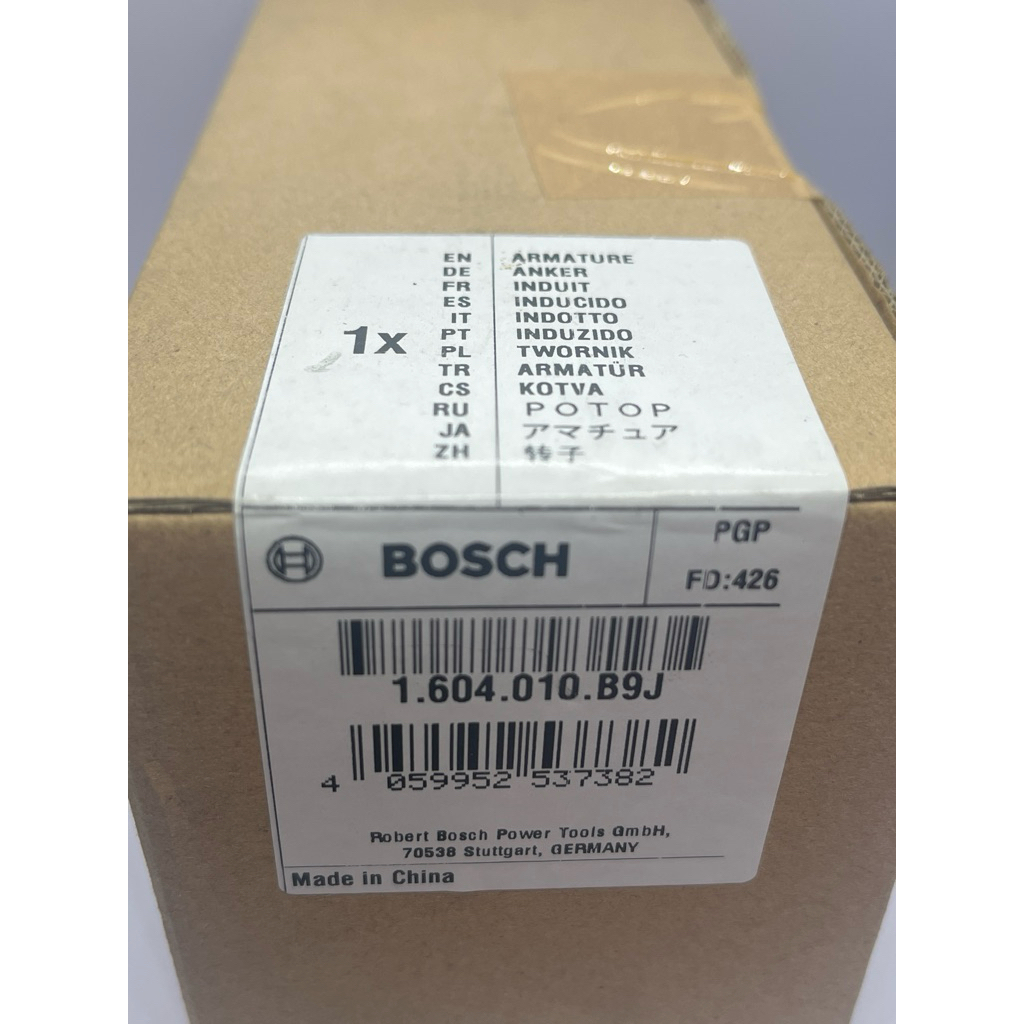 1x
EN ARMATURE
DE ANKER
FR INDUIT
ES INDUCIDO
IT INDOTTO
PT INDUZIDO
PL TWORNIK
TR ARMATÜR
CS KOTVA
RU РОТОР
JA アマチュア
ZH 转子
BOSCH
PGP
FD:426
1.604.010.B9J
4 059952 537382
Robert Bosch Power Tools GmbH,
70538 Stuttgart, GERMANY
Made in China